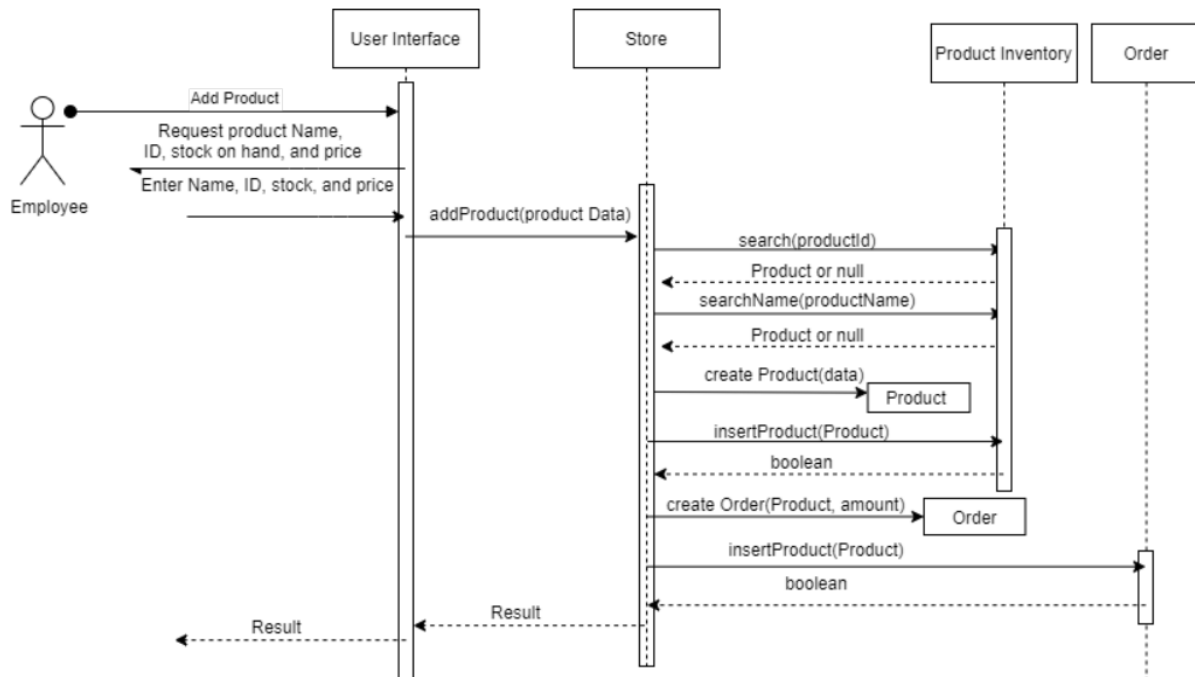 User Interface
Store
Product Inventory
Order
Add Product
Request product Name,
ID, stock on hand, and price
Enter Name, ID, stock, and price
Employee
addProduct(product Data)
search(productId)
Product or null
searchName(productName)
Product or null
create Product(data)
Product
insertProduct(Product)
boolean
create Order(Product, amount)
Order
insertProduct(Product)
boolean
Result
Result